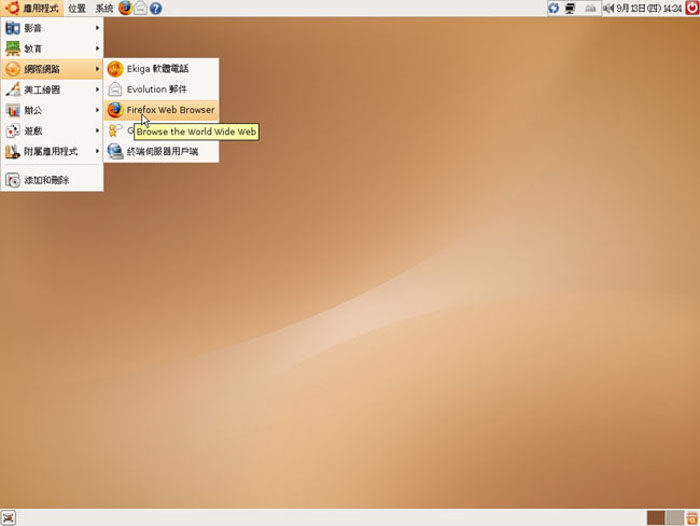 應用程式 位置 系統
9月13日(四) 14:24
影音
教育
網際網路
美工繪圖
辦公
遊戲
附屬應用程式
添加和刪除
Ekiga 軟體電話
Evolution 郵件
Firefox Web Browser
Browse the World Wide Web
終端伺服器用戶端